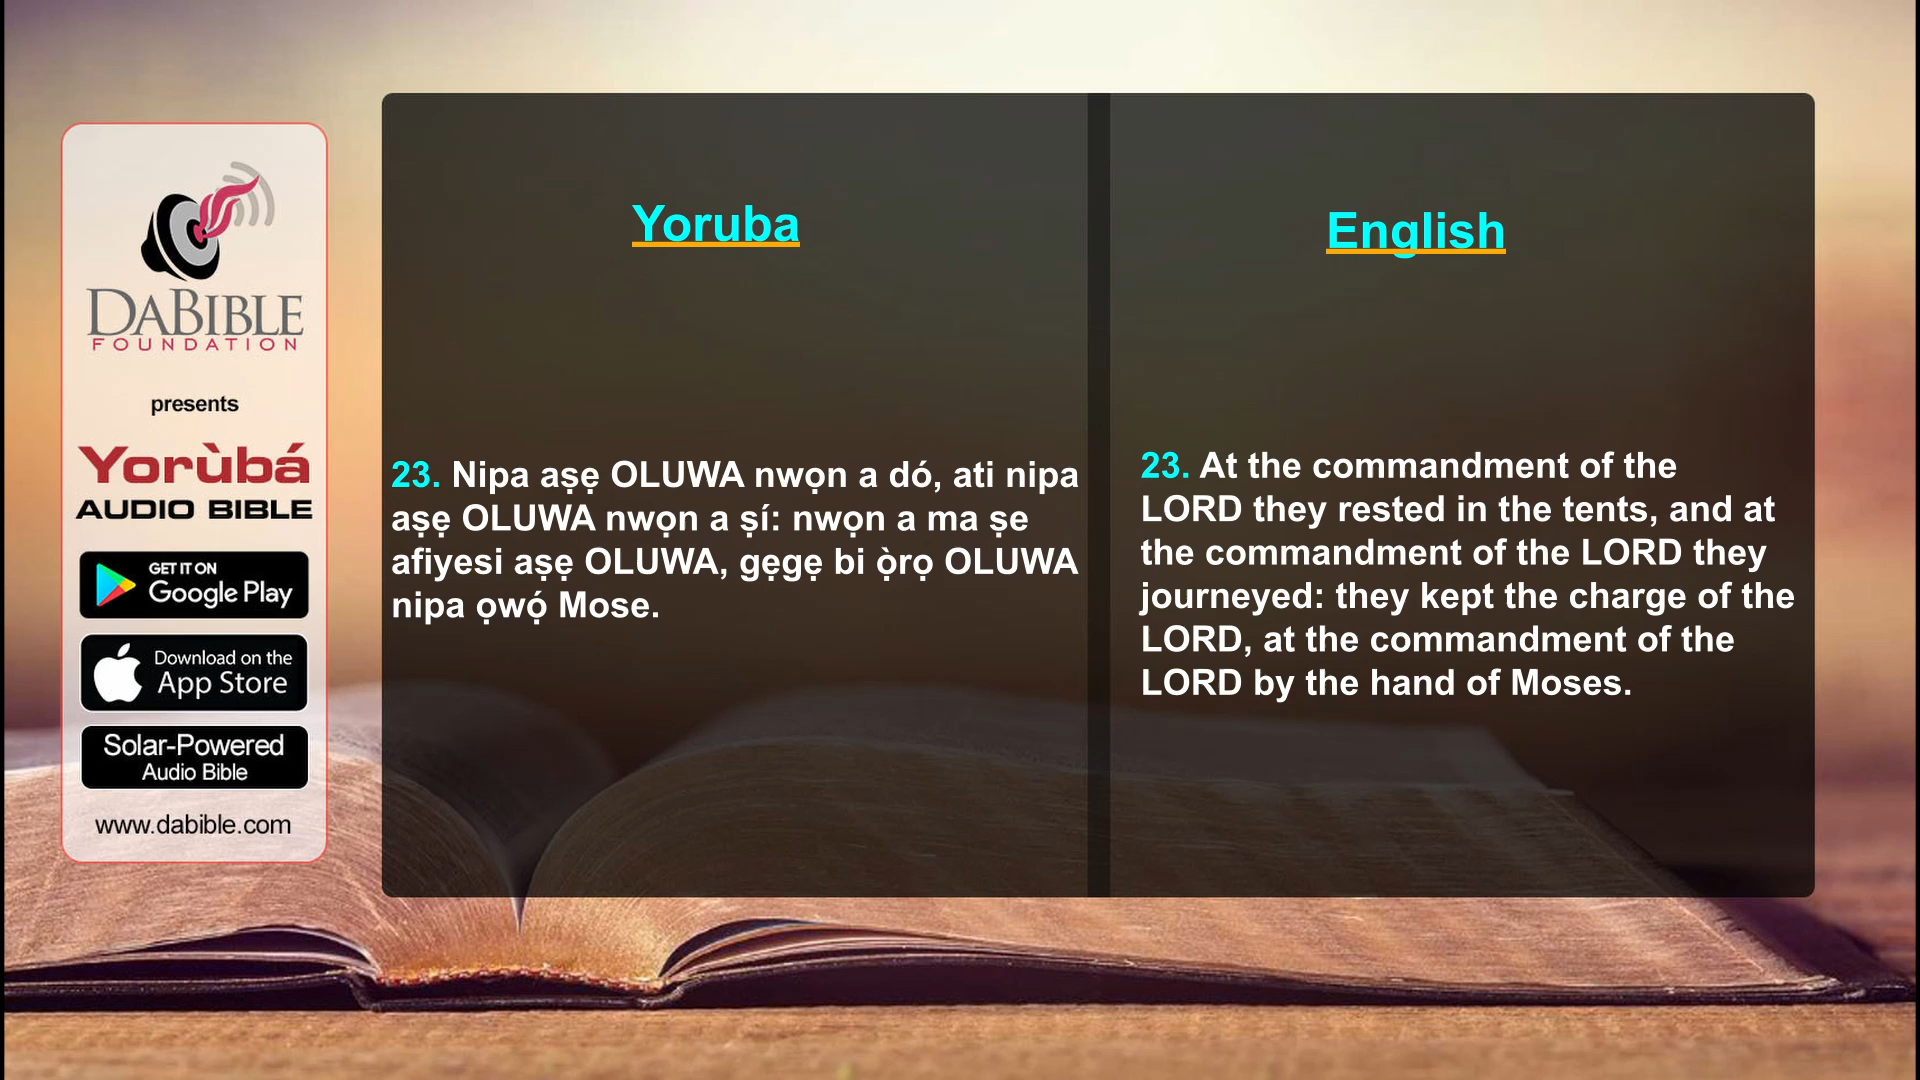 DABIBLE
FOUNDATION
presents
Yorùbá
AUDIO BIBLE
GET IT ON
Google Play
Download on the
App Store
Solar-Powered
Audio Bible
www.dabible.com
Yoruba
23. Nipa aṣẹ OLUWA nwọn a dó, ati nipa
aṣẹ OLUWA nwọn a ṣí: nwọn a ma ṣe
afiyesi aṣẹ OLUWA, gẹgẹ bi ọ̀rọ OLUWA
nipa ọwọ́ Mose.
English
23. At the commandment of the
LORD they rested in the tents, and at
the commandment of the LORD they
journeyed: they kept the charge of the
LORD, at the commandment of the
LORD by the hand of Moses.